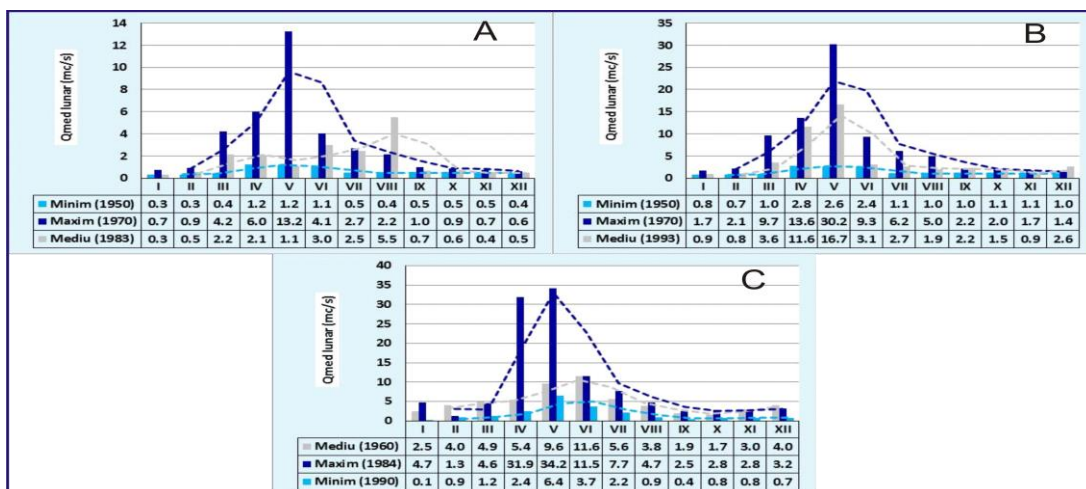 A
Qmed lunar (mc/s)
14
12
10
8
6
4
2
0
I II III IV V VI VII VIII IX X XI XII
Minim (1950) 0.3 0.3 0.4 1.2 1.2 1.1 0.5 0.4 0.5 0.5 0.5 0.4
Maxim (1970) 0.7 0.9 4.2 6.0 13.2 4.1 2.7 2.2 1.0 0.9 0.7 0.6
Mediu (1983) 0.3 0.5 2.2 2.1 1.1 3.0 2.5 5.5 0.7 0.6 0.4 0.5
B
Qmed lunar (mc/s)
35
30
25
20
15
10
5
0
I II III IV V VI VII VIII IX X XI XII
Minim (1950) 0.8 0.7 1.0 2.8 2.6 2.4 1.1 1.0 1.0 1.1 1.1 1.0
Maxim (1970) 1.7 2.1 9.7 13.6 30.2 9.3 6.2 5.0 2.2 2.0 1.7 1.4
Mediu (1993) 0.9 0.8 3.6 11.6 16.7 3.1 2.7 1.9 2.2 1.5 0.9 2.6
C
Qmed lunar (mc/s)
40
35
30
25
20
15
10
5
0
I II III IV V VI VII VIII IX X XI XII
Mediu (1960) 2.5 4.0 4.9 5.4 9.6 11.6 5.6 3.8 1.9 1.7 3.0 4.0
Maxim (1984) 4.7 1.3 4.6 31.9 34.2 11.5 7.7 4.7 2.5 2.8 2.8 3.2
Minim (1990) 0.1 0.9 1.2 2.4 6.4 3.7 2.2 0.9 0.4 0.8 0.8 0.7